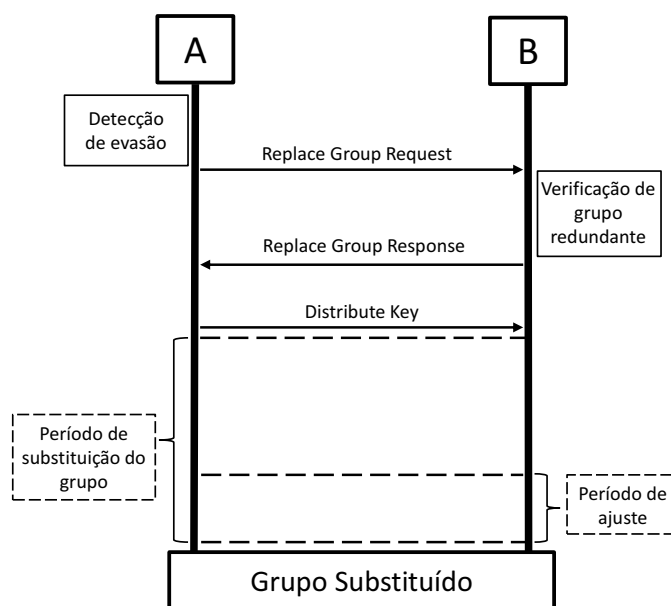 A
B
Detecção
de evasão
Replace Group Request
Verificação de
grupo
redundante
Replace Group Response
Distribute Key
Período de
substituição do
grupo
Período de
ajuste
Grupo Substituído